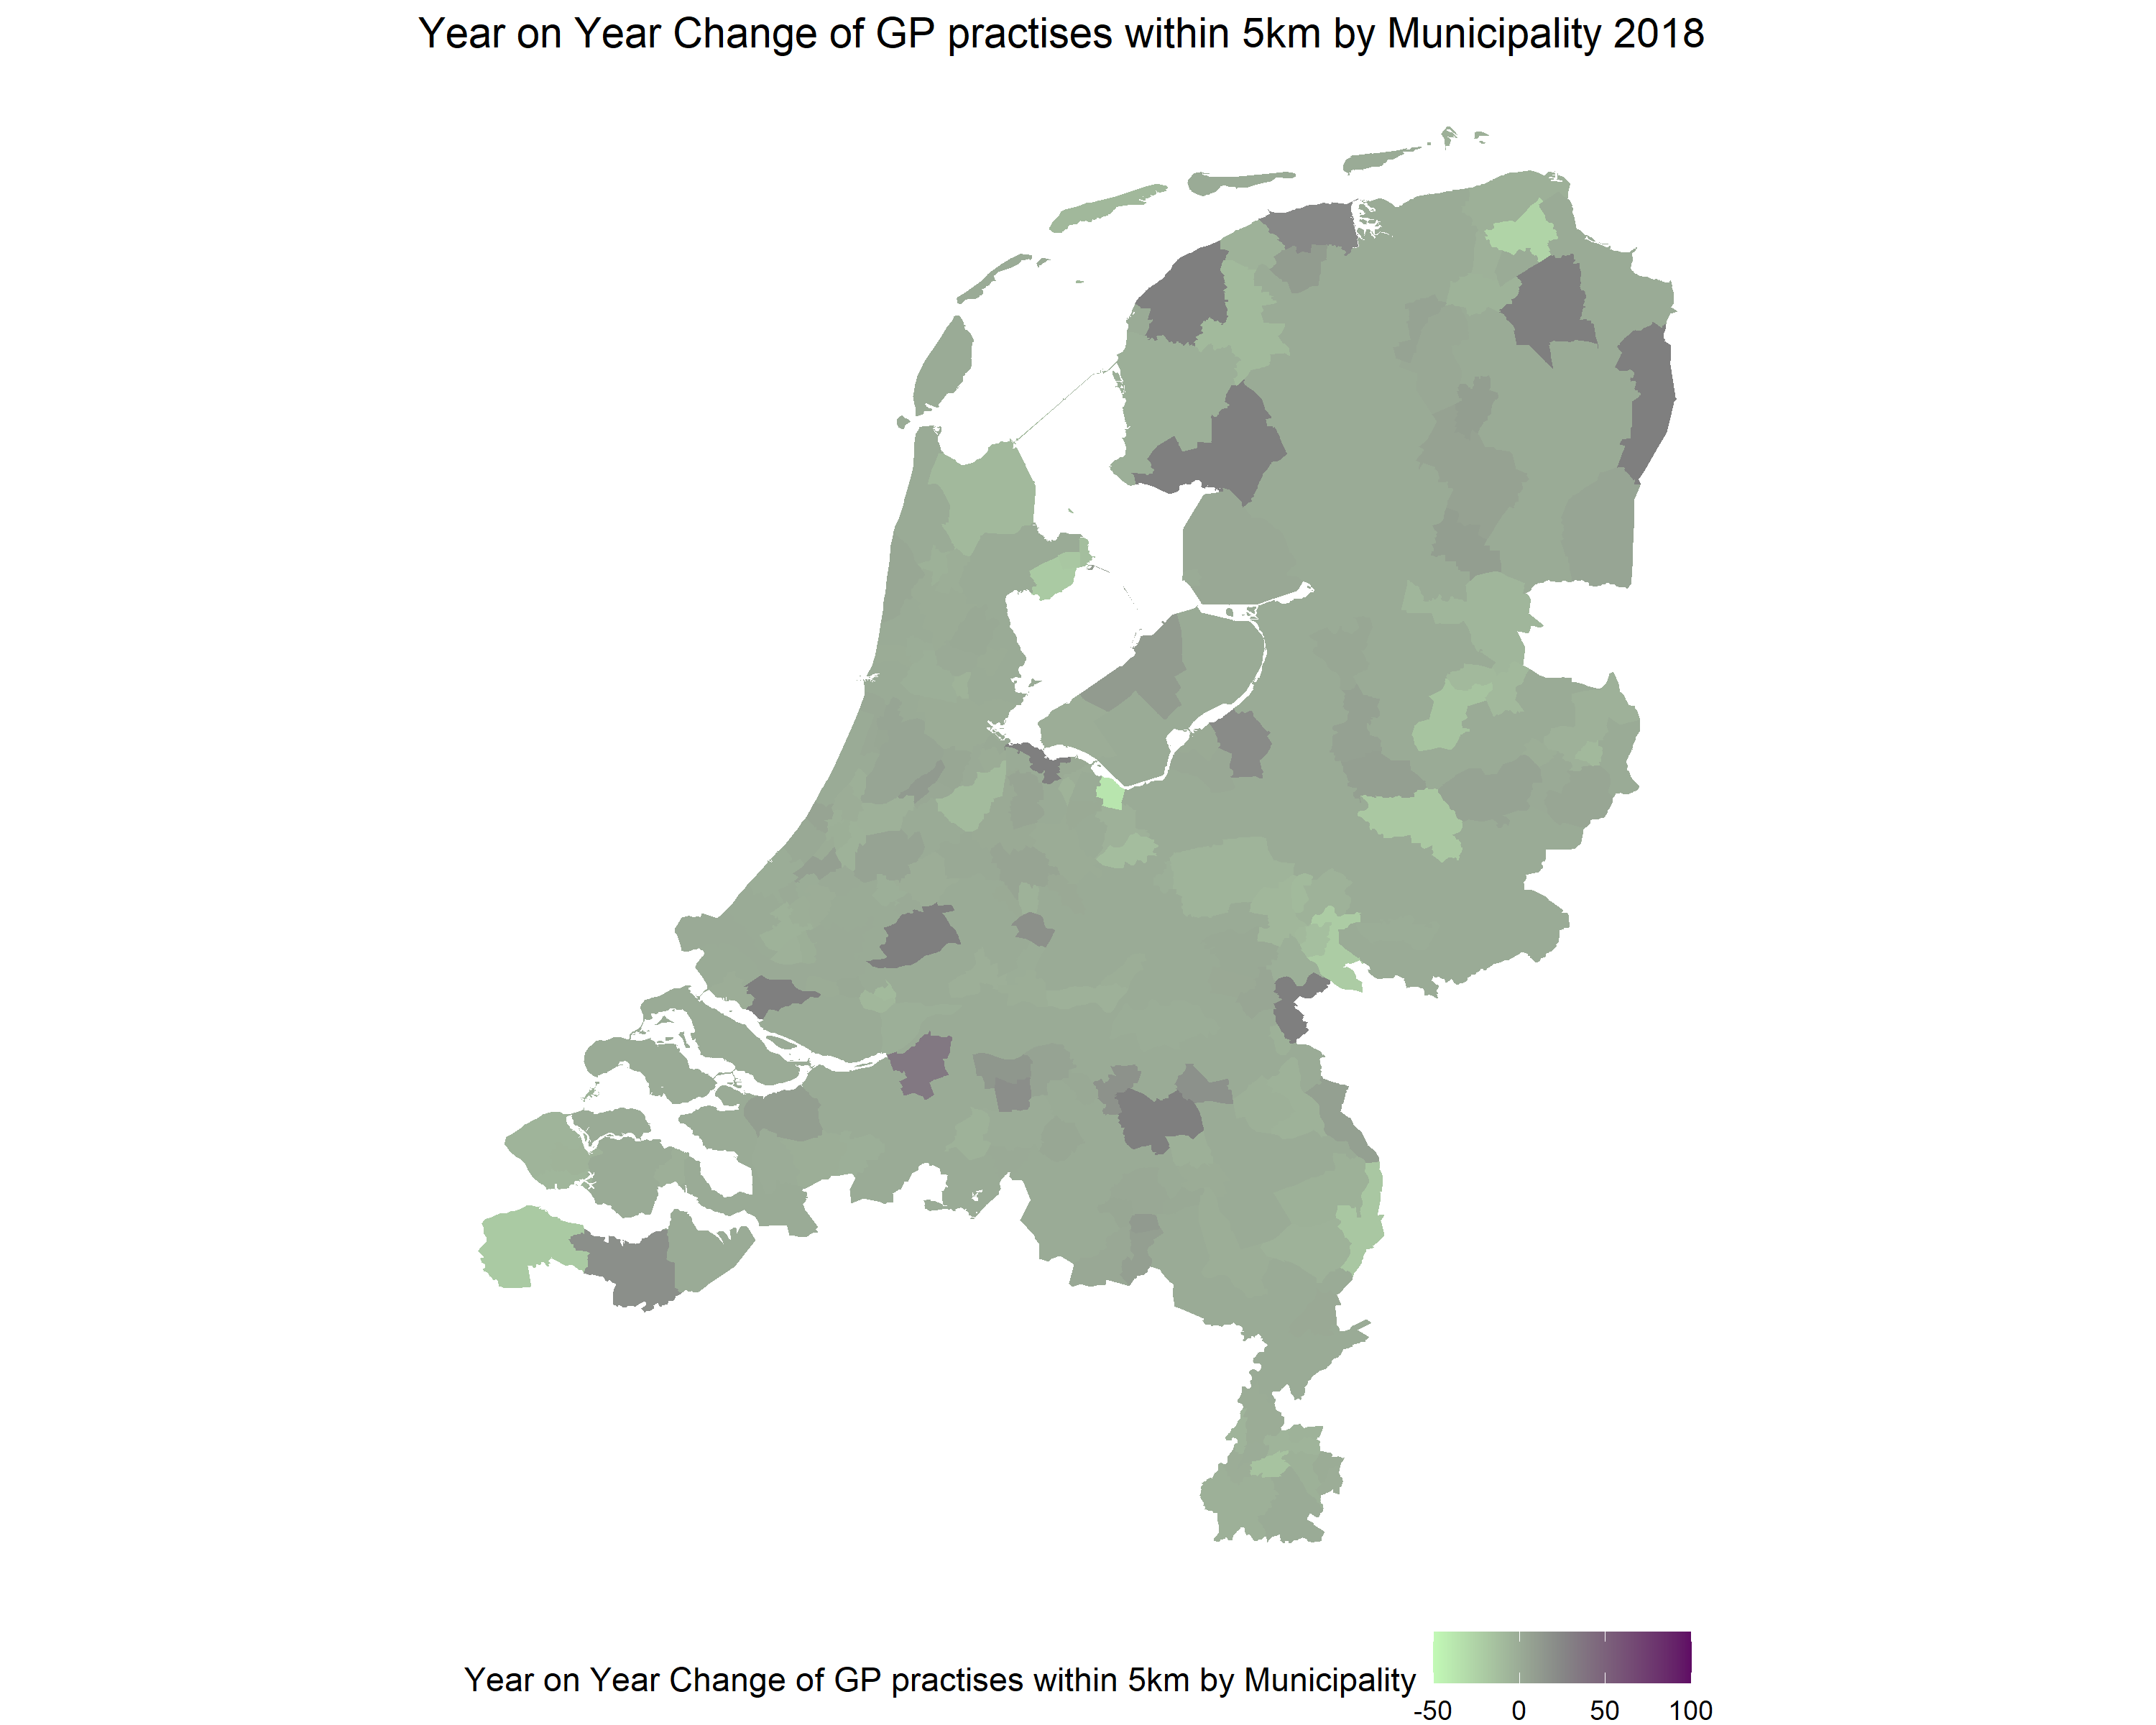 Year on Year Change of GP practises within 5km by Municipality 2018
Year on Year Change of GP practises within 5km by Municipality
-50 0 50 100